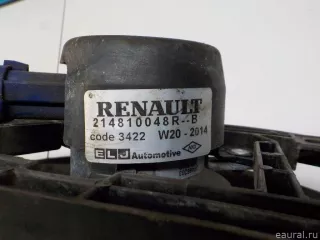 RENAULT
214810048R--B
code 3422 W20 - 2014
ELJ Automotive
© eaural.ru